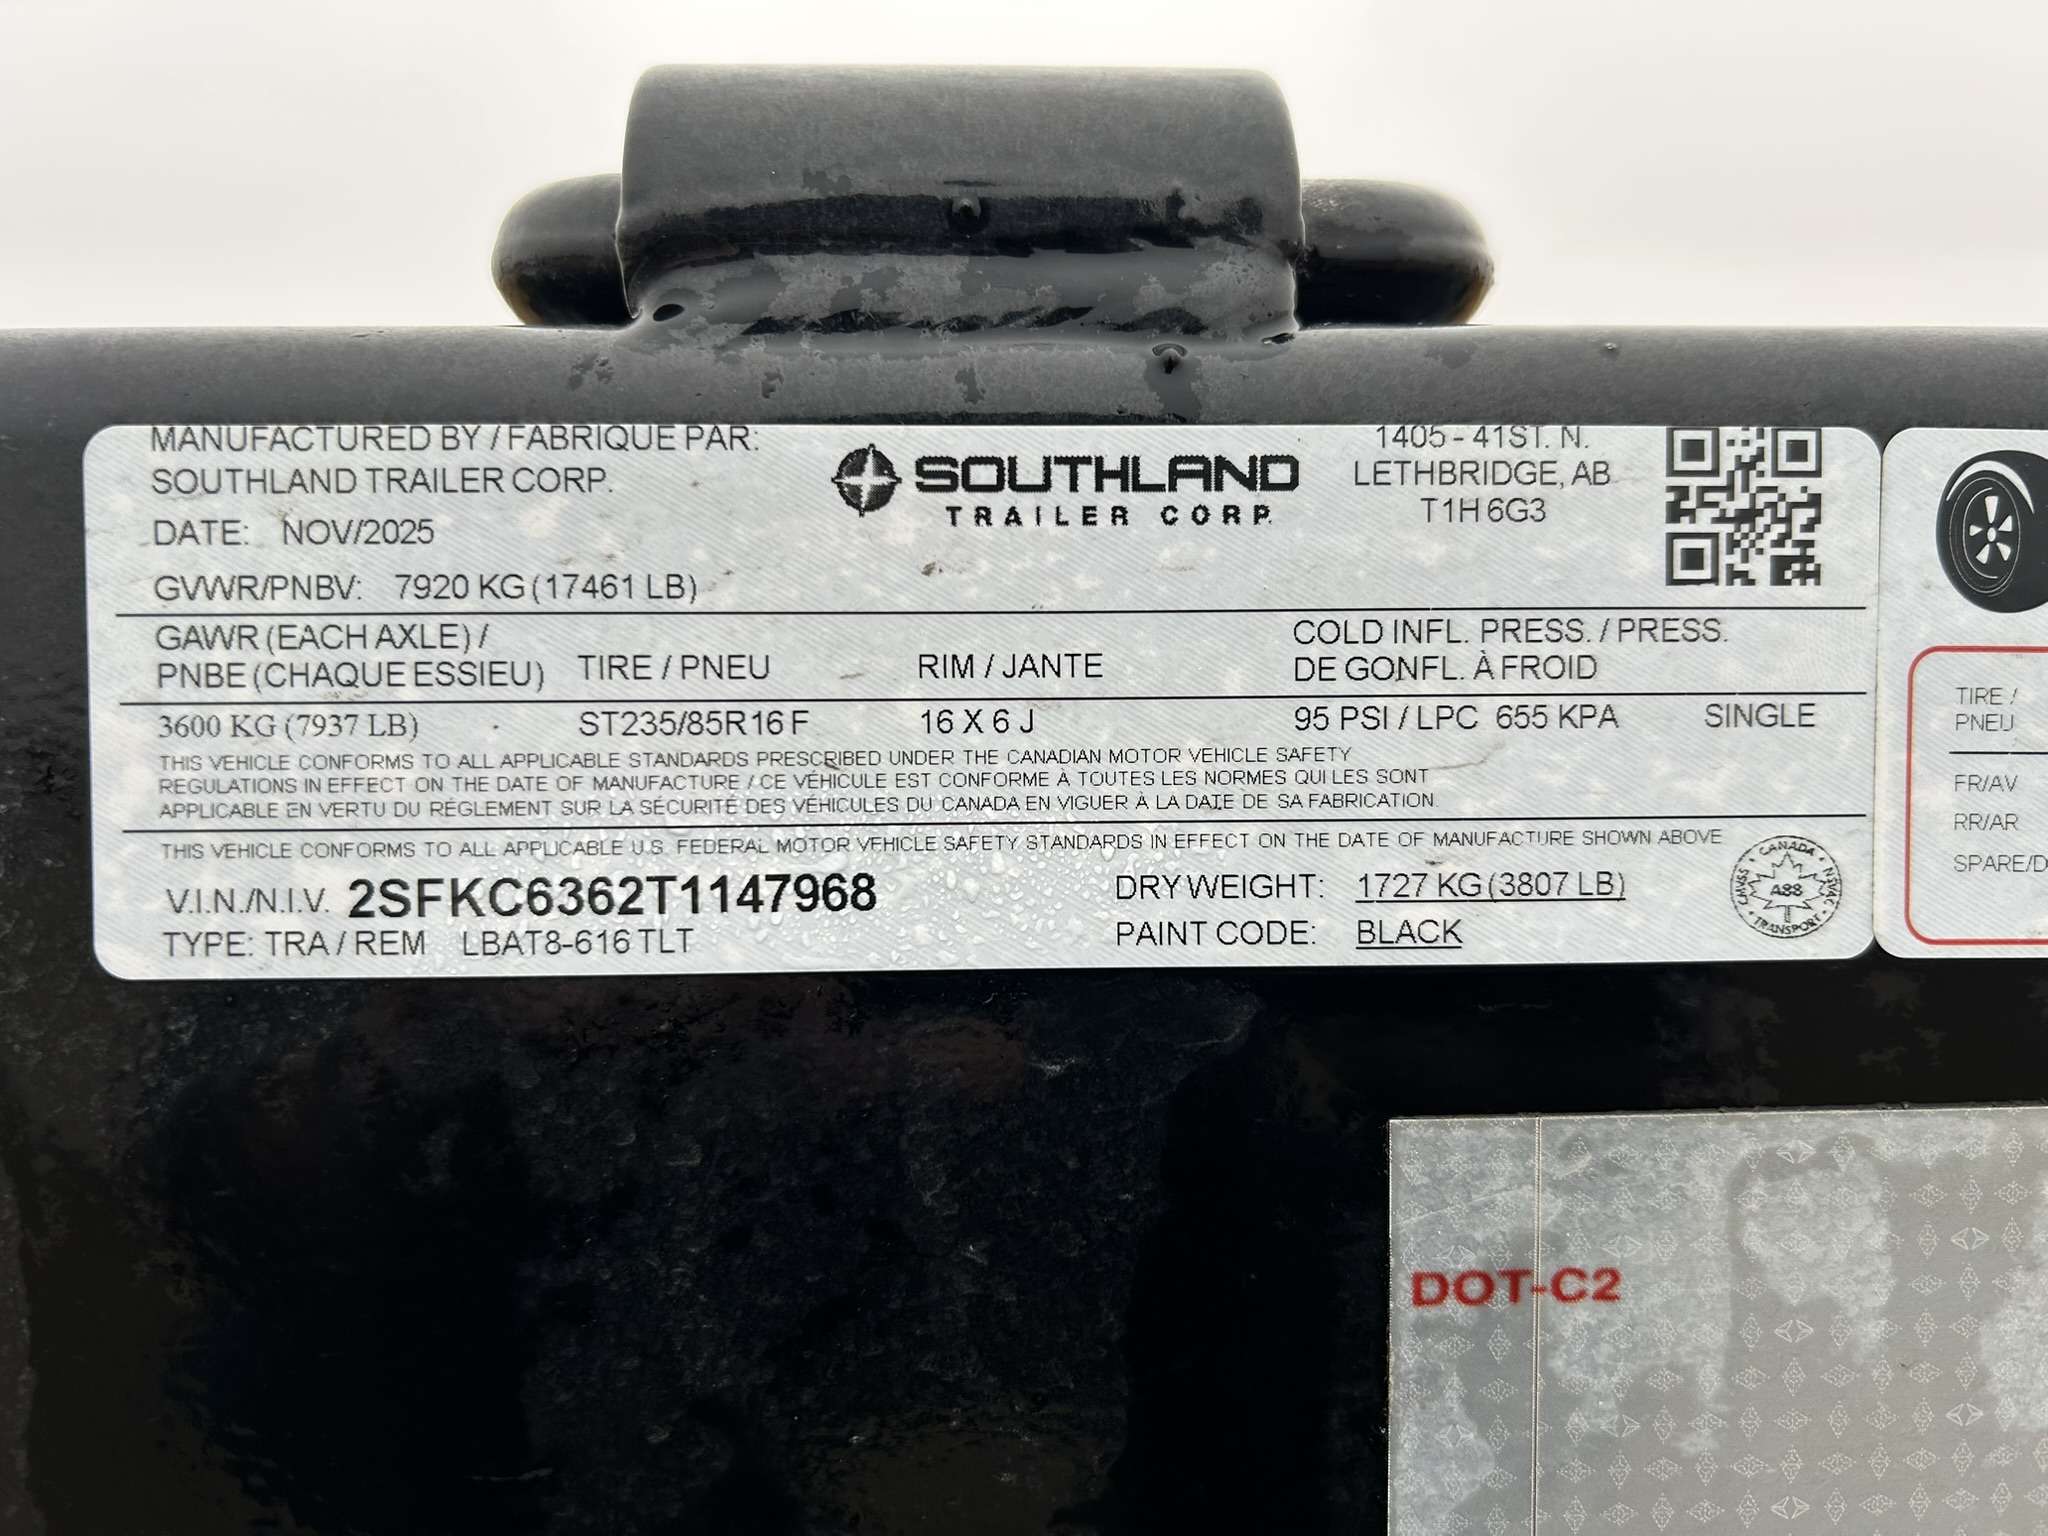 MANUFACTURED BY / FABRIQUE PAR:
SOUTHLAND TRAILER CORP.
DATE: NOV/2025
GVWR/PNBV: 7920 KG (17461 LB)
SOUTHLAND
TRAILER CORP.
1405 - 41ST. N.
LETHBRIDGE, AB
T1H 6G3
GAWR (EACH AXLE) /
PNBE (CHAQUE ESSIEU) TIRE / PNEU RIM / JANTE
COLD INFL. PRESS. / PRESS.
DE GONFL. À FROID
3600 KG (7937 LB) ST235/85R16 F 16 X 6 J 95 PSI / LPC 655 KPA SINGLE
THIS VEHICLE CONFORMS TO ALL APPLICABLE STANDARDS PRESCRIBED UNDER THE CANADIAN MOTOR VEHICLE SAFETY
REGULATIONS IN EFFECT ON THE DATE OF MANUFACTURE / CE VÉHICULE EST CONFORME À TOUTES LES NORMES QUI LES SONT
APPLICABLE EN VERTU DU RÉGLEMENT SUR LA SÉCURITÉ DES VÉHICULES DU CANADA EN VIGUER À LA DATE DE SA FABRICATION.
THIS VEHICLE CONFORMS TO ALL APPLICABLE U.S. FEDERAL MOTOR VEHICLE SAFETY STANDARDS IN EFFECT ON THE DATE OF MANUFACTURE SHOWN ABOVE
V.I.N./N.I.V. 2SFKC6362T1147968
TYPE: TRA / REM LBAT8-616 TLT
DRY WEIGHT: 1727 KG (3807 LB)
PAINT CODE: BLACK
CANADA
CMVSS
A88
NSVAC
TRANSPORT
TIRE /
PNEU
FR/AV
RR/AR
SPARE/D
DOT-C2